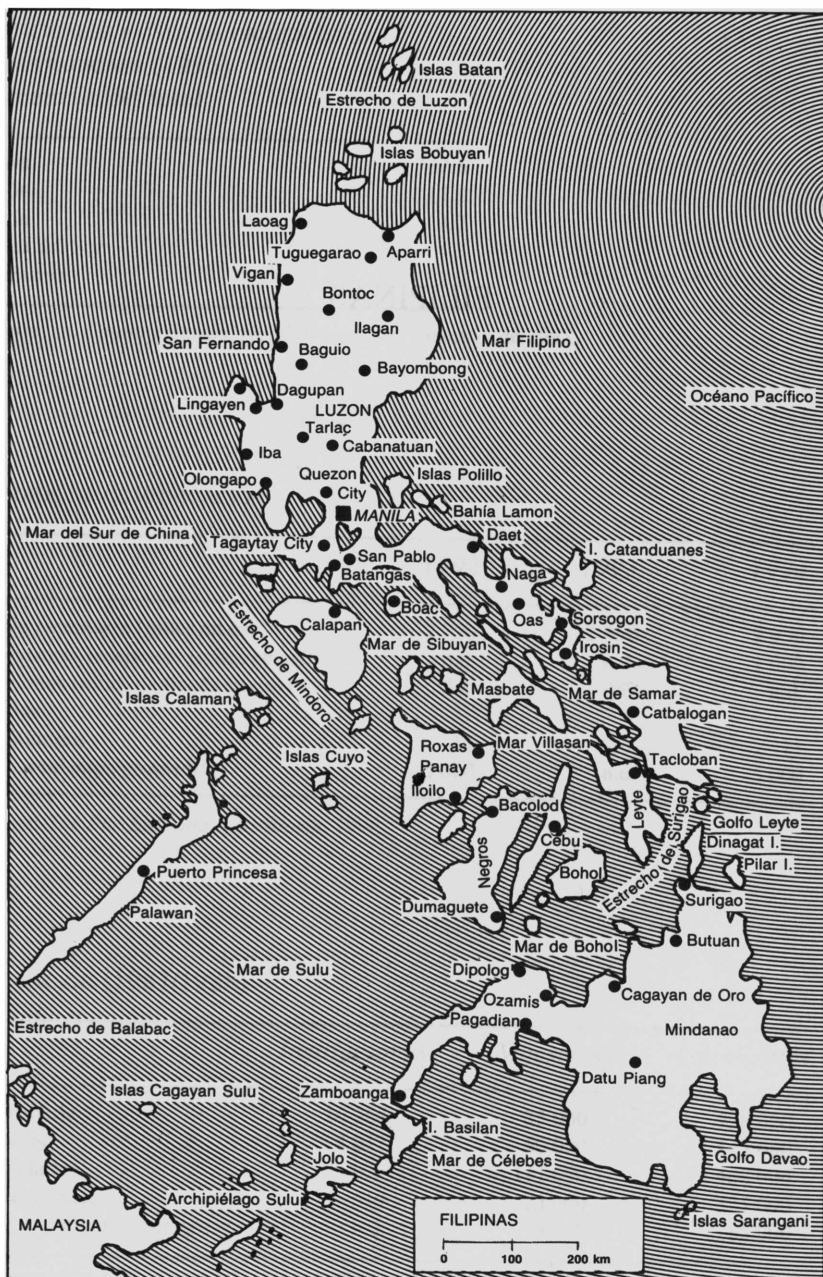 Islas Batan
Estrecho de Luzon
Islas Bobuyan
Laoag
Aparri
Tuguegarao
Vigan
Bontoc
Ilagan
San Fernando
Baguio
Mar Filipino
Bayombong
Océano Pacífico
Dagupan
Lingayen
LUZON
Tarlac
Cabanatuan
Iba
Islas Polillo
Olongapo
Quezon
City
Bahía Lamon
MANILA
Mar del Sur de China
Daet
Tagaytay City
I. Catanduanes
San Pablo
Batangas
Naga
Boac
Oas
Calapan
Sorsogon
Estrecho de Mindoro
Mar de Sibuyan
Irosin
Islas Calaman
Masbate
Mar de Samar
Catbalogan
Roxas
Mar Villasan
Islas Cuyo
Panay
Tacloban
Iloilo
Bacolod
Leyte
Cebu
Estrecho de Surigao
Golfo Leyte
Dinagat I.
Negros
Bohol
Pilar I.
Puerto Princesa
Surigao
Palawan
Dumaguete
Mar de Bohol
Butuan
Mar de Sulu
Dipolog
Ozamis
Cagayan de Oro
Estrecho de Balabac
Pagadian
Mindanao
Datu Piang
Islas Cagayan Sulu
Zamboanga
I. Basilan
Jolo
Mar de Célebes
Golfo Davao
Archipiélago Sulu
MALAYSIA
FILIPINAS
Islas Sarangani
0 100 200 km